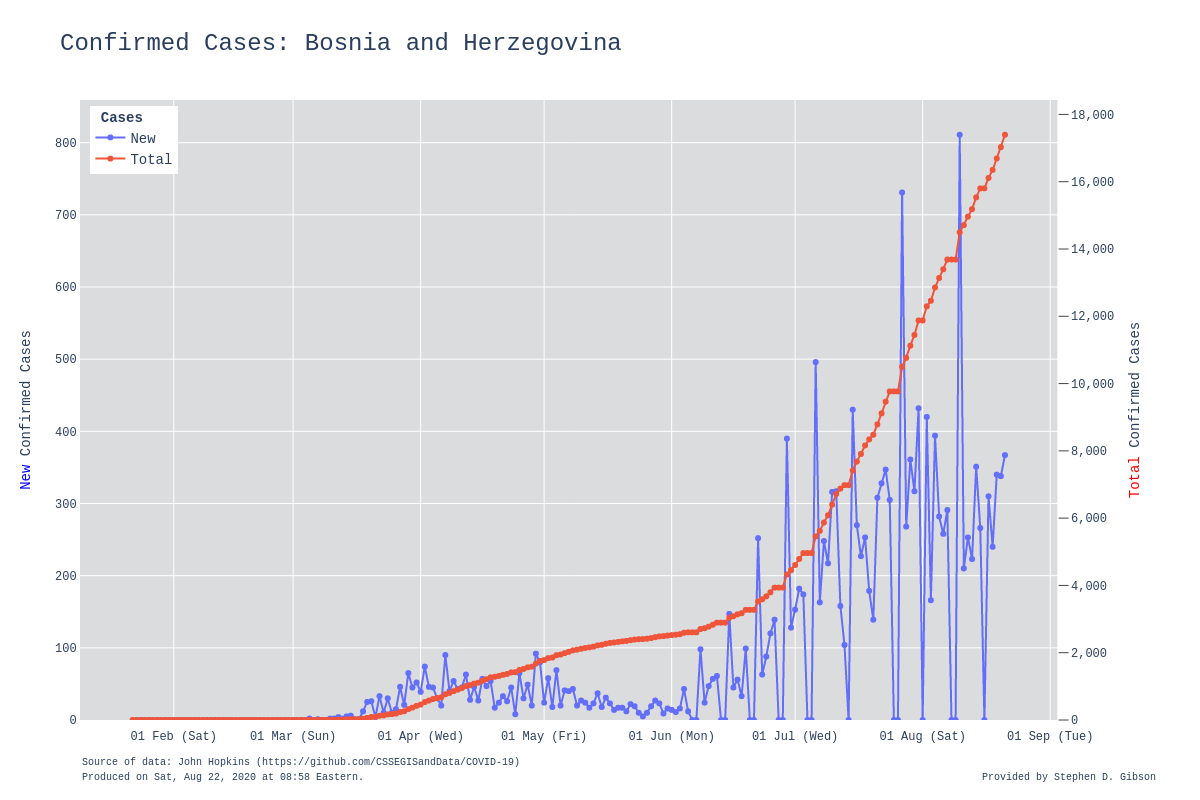 Confirmed Cases: Bosnia and Herzegovina
Cases
New
Total
800
700
600
500
400
300
200
100
0
18,000
16,000
14,000
12,000
10,000
8,000
6,000
4,000
2,000
0
New Confirmed Cases
Total Confirmed Cases
01 Feb (Sat) 01 Mar (Sun) 01 Apr (Wed) 01 May (Fri) 01 Jun (Mon) 01 Jul (Wed) 01 Aug (Sat) 01 Sep (Tue)
Source of data: John Hopkins (https://github.com/CSSEGISandData/COVID-19)
Produced on Sat, Aug 22, 2020 at 08:58 Eastern.
Provided by Stephen D. Gibson